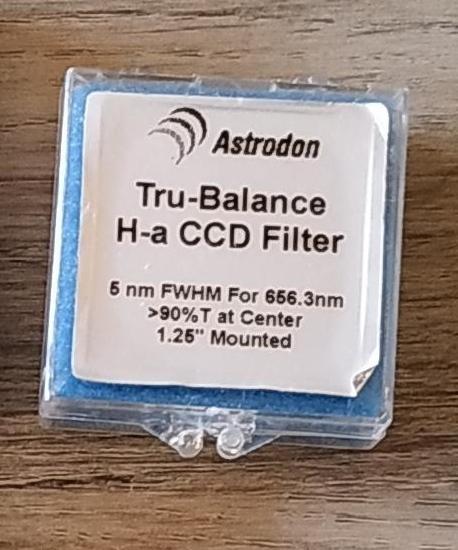 Astrodon
Tru-Balance
H-a CCD Filter
5 nm FWHM For 656.3nm
>90%T at Center
1.25" Mounted